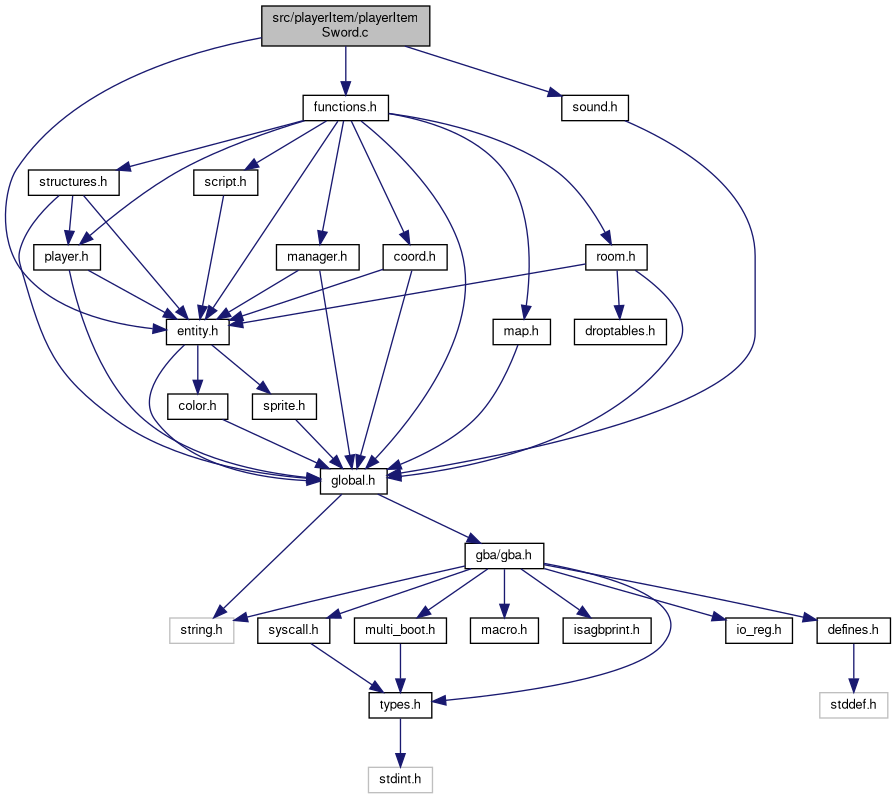 src/playerItem/playerItem
Sword.c
functions.h
sound.h
structures.h
script.h
player.h
manager.h
coord.h
room.h
entity.h
map.h
droptables.h
color.h
sprite.h
global.h
gba/gba.h
string.h
syscall.h
multi_boot.h
macro.h
isagbprint.h
io_reg.h
defines.h
types.h
stddef.h
stdint.h